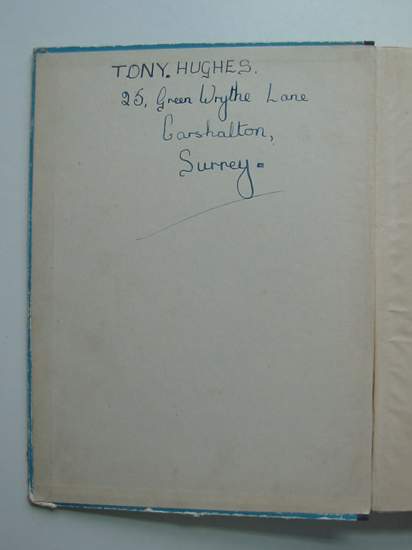 TONY. HUGHES.
25, Green Wrythe Lane
Carshalton,
Surrey.